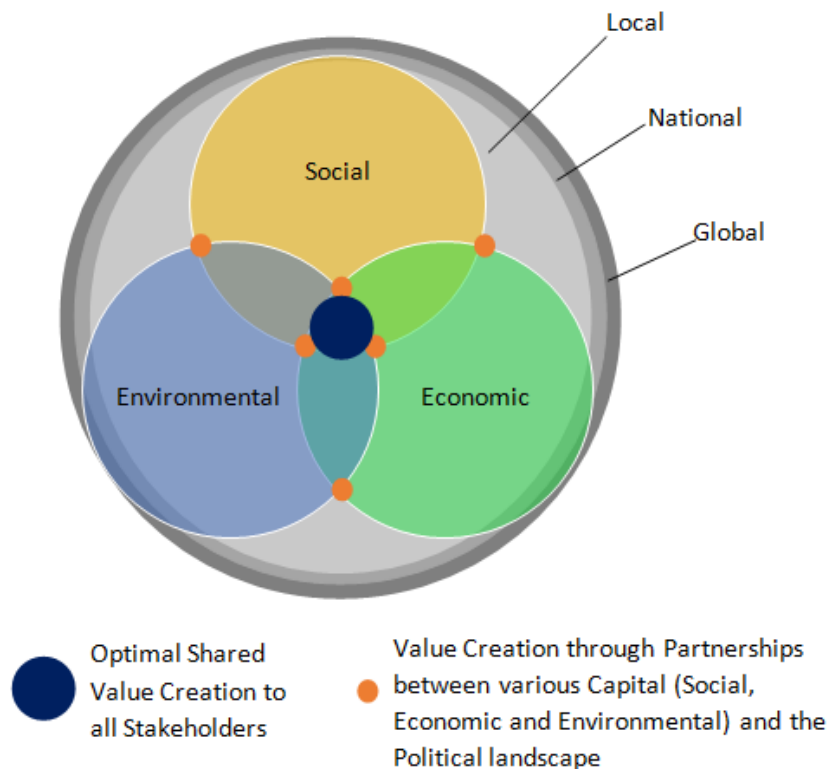 Local
National
Social
Global
Environmental
Economic
Optimal Shared
Value Creation to
all Stakeholders
Value Creation through Partnerships
between various Capital (Social,
Economic and Environmental) and the
Political landscape